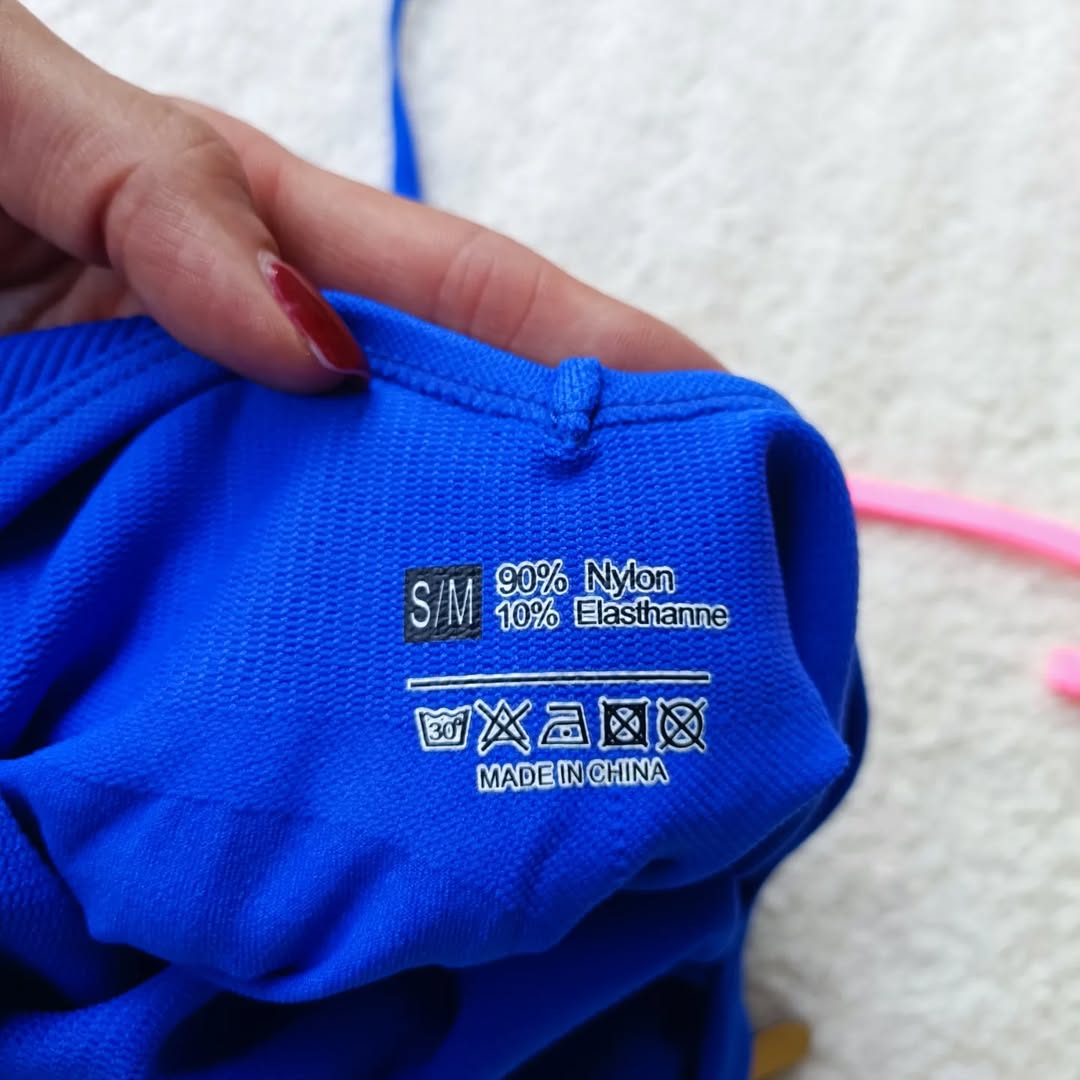 S/M 90% Nylon
10% Elasthanne
30°
MADE IN CHINA